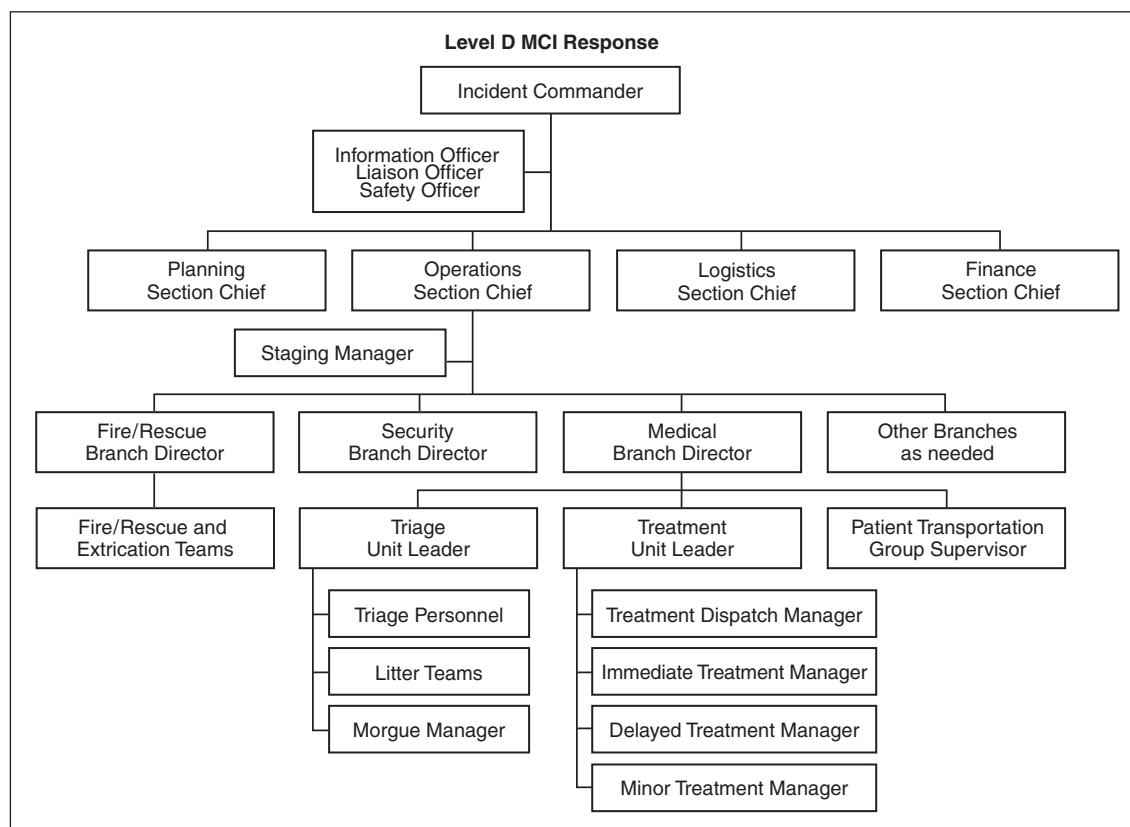 Level D MCI Response
Incident Commander
Information Officer
Liaison Officer
Safety Officer
Planning
Section Chief
Operations
Section Chief
Logistics
Section Chief
Finance
Section Chief
Staging Manager
Fire/Rescue
Branch Director
Security
Branch Director
Medical
Branch Director
Other Branches
as needed
Fire/Rescue and
Extrication Teams
Triage
Unit Leader
Treatment
Unit Leader
Patient Transportation
Group Supervisor
Triage Personnel
Litter Teams
Morgue Manager
Treatment Dispatch Manager
Immediate Treatment Manager
Delayed Treatment Manager
Minor Treatment Manager